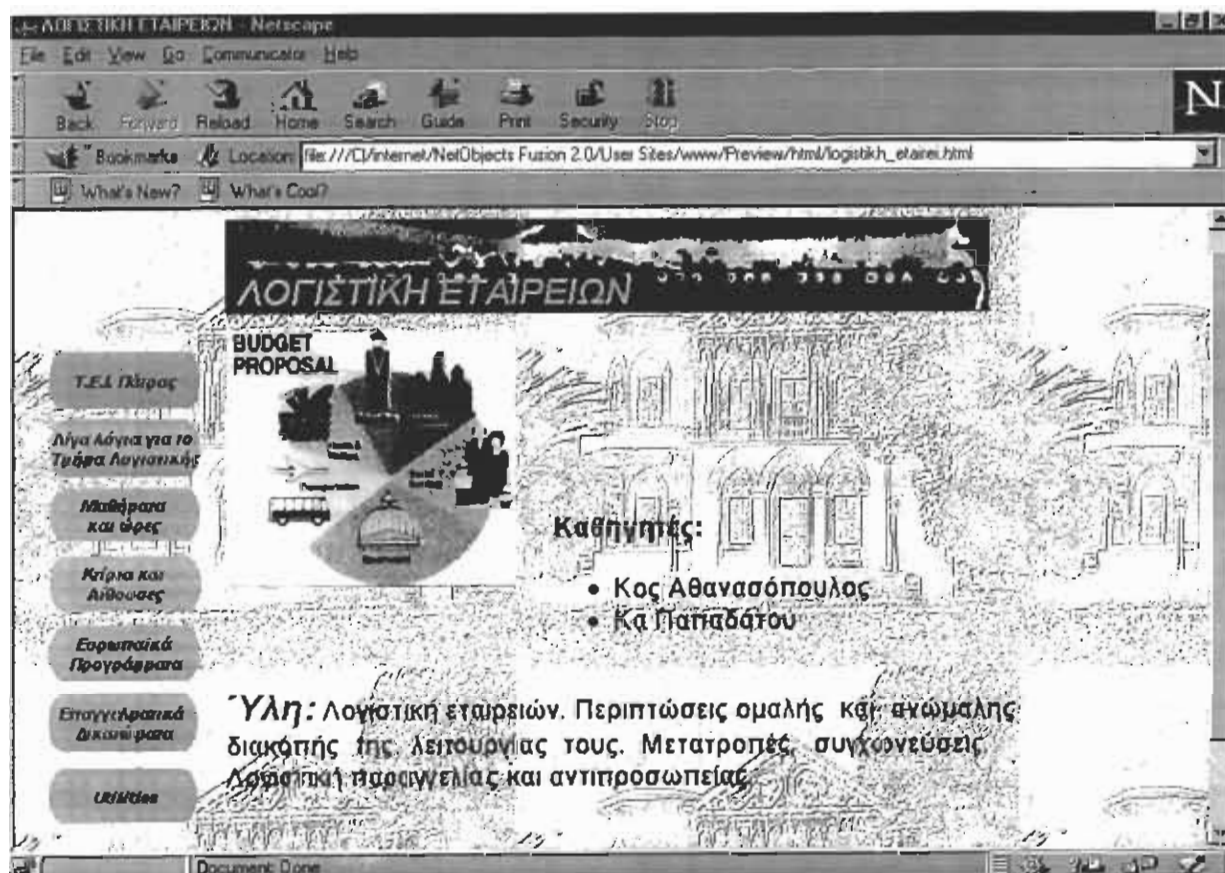 ΛΟΓΙΣΤΙΚΗ ΕΤΑΙΡΕΙΩΝ - Netscape
File Edit View Go Communicator Help
Back Forward Reload Home Search Guide Print Security Stop
N
Bookmarks Location: file:///C|/internet/NetObjects Fusion 2.0/User Sites/www/Preview/html/logistikh_etairei.html
What's New? What's Cool?
ΛΟΓΙΣΤΙΚΗ ΕΤΑΙΡΕΙΩΝ
BUDGET
PROPOSAL
Transportation
Τ.Ε.Ι. Πάτρας
Λίγα λόγια για το
Τμήμα Λογιστικής
Μαθήματα
και ώρες
Κτίρια και
Αίθουσες
Ευρωπαϊκά
Προγράμματα
Επαγγελματικά
Δικαιώματα
Utilities
Καθηγητές:
• Κος Αθανασόπουλος
• Κα Παπαδάτου
Ύλη: Λογιστική εταιρειών. Περιπτώσεις ομαλής και ανώμαλης
διακοπής της λειτουργίας τους. Μετατροπές, συγχωνεύσεις.
Λογιστική παραγγελίας και αντιπροσωπείας.
Document: Done